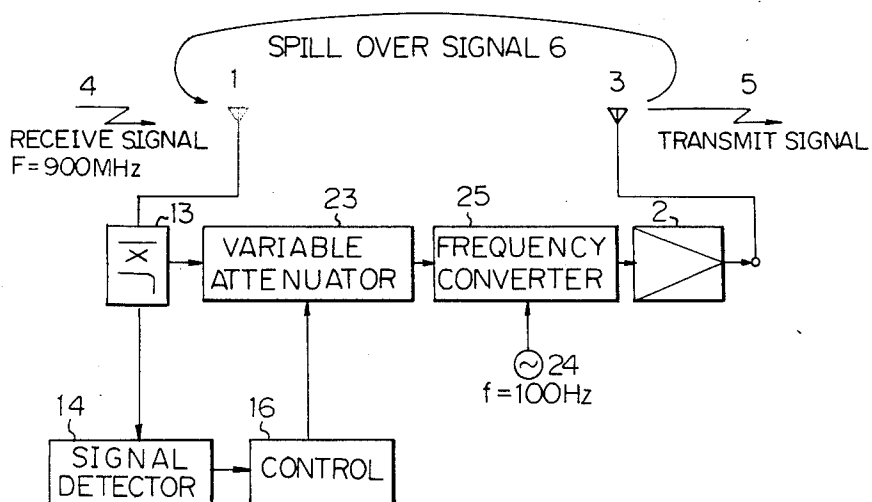 SPILL OVER SIGNAL 6
4
1
3
5
RECEIVE SIGNAL
F=900MHz
TRANSMIT SIGNAL
13
23
25
2
VARIABLE
ATTENUATOR
FREQUENCY
CONVERTER
24
f=100Hz
14
16
SIGNAL
DETECTOR
CONTROL